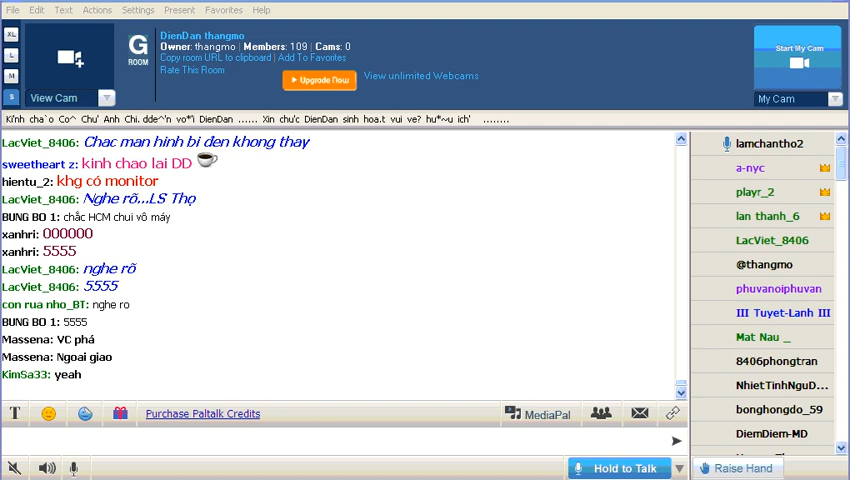 File Edit Text Actions Settings Present Favorites Help
XL
L
M
S
View Cam
G
ROOM
DienDan thangmo
Owner: thangmo | Members: 109 | Cams: 0
Copy room URL to clipboard | Add To Favorites
Rate This Room
Upgrade Now
View unlimited Webcams
Start My Cam
My Cam
Ki'nh cha`o Co^ Chu' Anh Chi. dde^'n vo*'i DienDan ...... Xin chu'c DienDan sinh hoa.t vui ve? hu*~u ich' ........
LacViet_8406: Chac man hinh bi đen khong thay
sweetheart z: kinh chao lai DD
hientu_2: khg có monitor
LacViet_8406: Nghe rõ...LS Thọ
BUNG BO 1: chắc HCM chui vô máy
xanhri: 000000
xanhri: 5555
LacViet_8406: nghe rõ
LacViet_8406: 5555
con rua nho_BT: nghe ro
BUNG BO 1: 5555
Massena: VC phá
Massena: Ngoai giao
KimSa33: yeah
lamchantho2
a-nyc
playr_2
lan thanh_6
LacViet_8406
@thangmo
phuvanoiphuvan
III Tuyet-Lanh III
Mat Nau _
8406phongtran
NhietTinhNguD...
bonghongdo_59
DiemDiem-MD
T
Purchase Paltalk Credits
MediaPal
Hold to Talk
Raise Hand